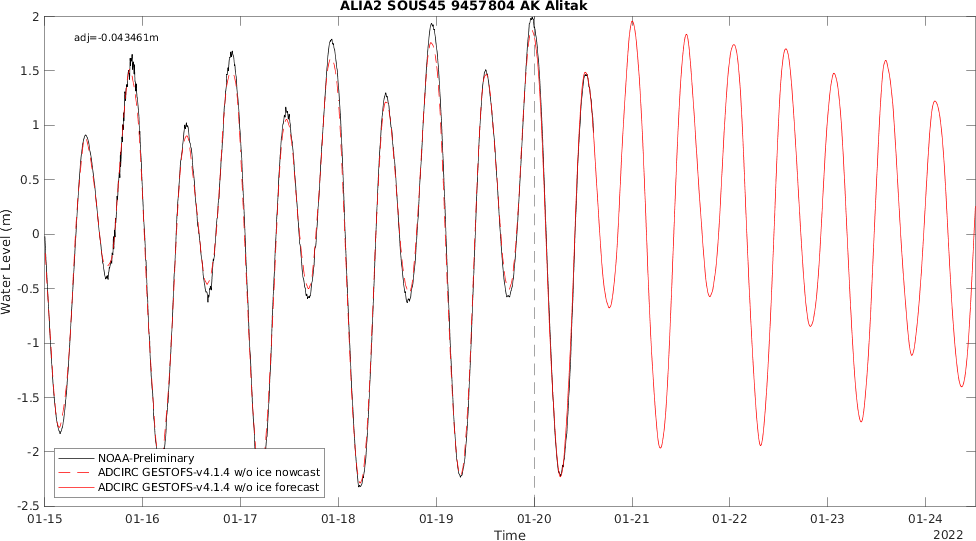 ALIA2 SOUS45 9457804 AK Alitak
adj=-0.043461m
Water Level (m)
2
1.5
1
0.5
0
-0.5
-1
-1.5
-2
-2.5
NOAA-Preliminary
ADCIRC GESTOFS-v4.1.4 w/o ice nowcast
ADCIRC GESTOFS-v4.1.4 w/o ice forecast
01-15 01-16 01-17 01-18 01-19 01-20 01-21 01-22 01-23 01-24
Time
2022